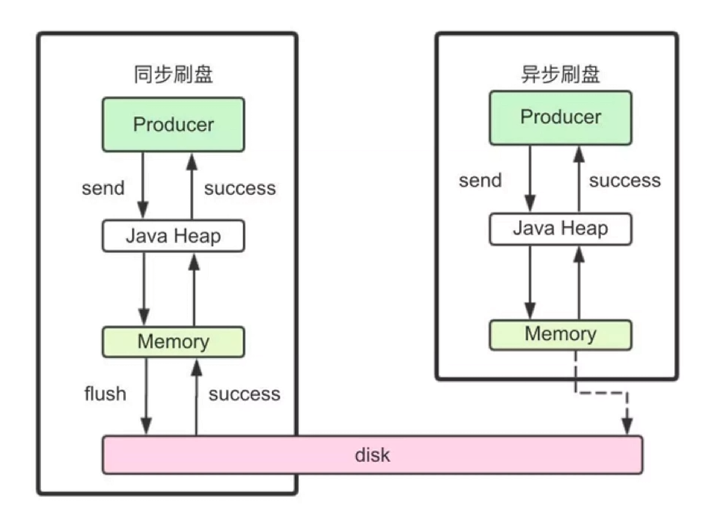 同步刷盘
Producer
send
success
Java Heap
Memory
flush
success
异步刷盘
Producer
send
success
Java Heap
Memory
disk